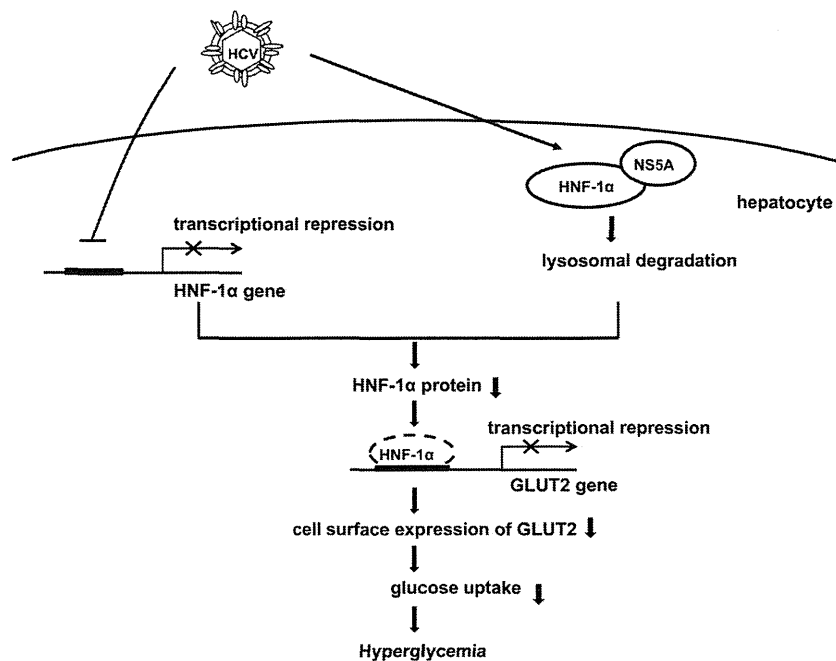 HCV
NS5A
HNF-1α
hepatocyte
transcriptional repression
lysosomal degradation
HNF-1α gene
HNF-1α protein
transcriptional repression
HNF-1α
GLUT2 gene
cell surface expression of GLUT2
glucose uptake
Hyperglycemia